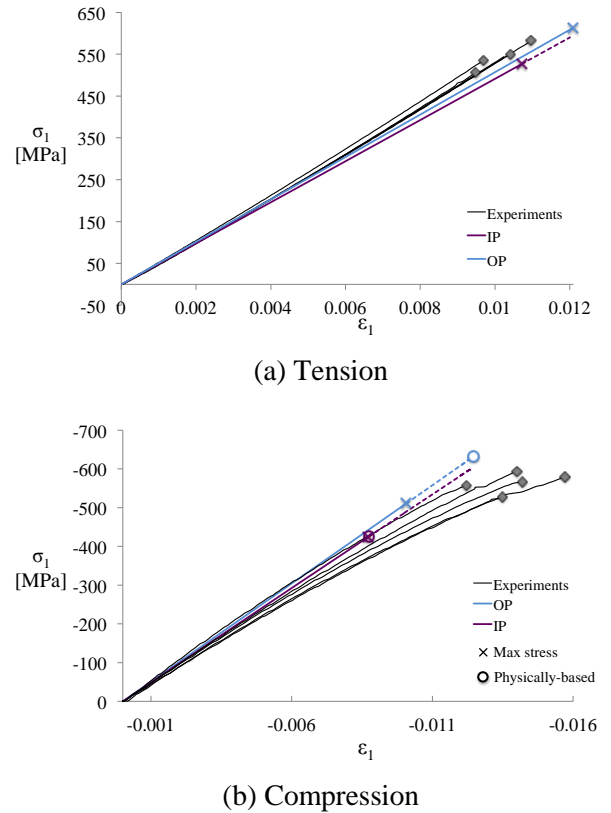 650
550
450
σ1
[MPa]
350
250
150
50
-50
Experiments
IP
OP
0
0.002
0.004
0.006
0.008
0.01
0.012
ε1
(a) Tension
-700
-600
-500
σ1
[MPa]
-400
-300
-200
-100
0
Experiments
OP
IP
Max stress
Physically-based
-0.001
-0.006
-0.011
-0.016
ε1
(b) Compression